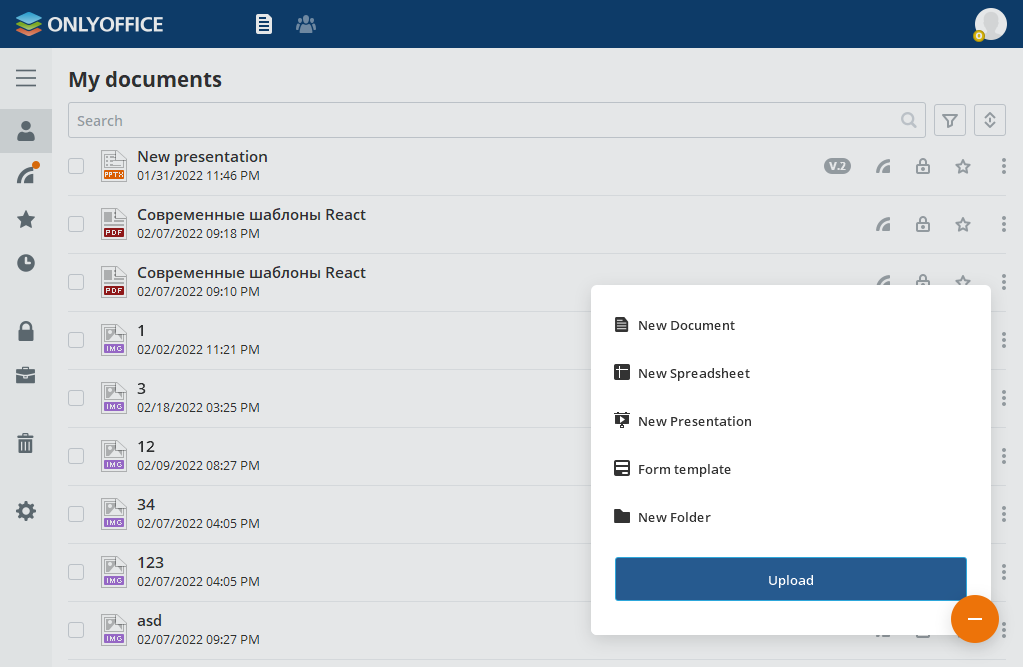 ONLYOFFICE
My documents
Search
New presentation
01/31/2022 11:46 PM
PPTX
V.2
Современные шаблоны React
02/07/2022 09:18 PM
PDF
Современные шаблоны React
02/07/2022 09:10 PM
PDF
1
02/02/2022 11:21 PM
IMG
3
02/18/2022 03:25 PM
IMG
12
02/09/2022 08:27 PM
IMG
34
02/07/2022 04:05 PM
IMG
123
02/07/2022 04:05 PM
IMG
asd
02/07/2022 09:27 PM
IMG
New Document
New Spreadsheet
New Presentation
Form template
New Folder
Upload